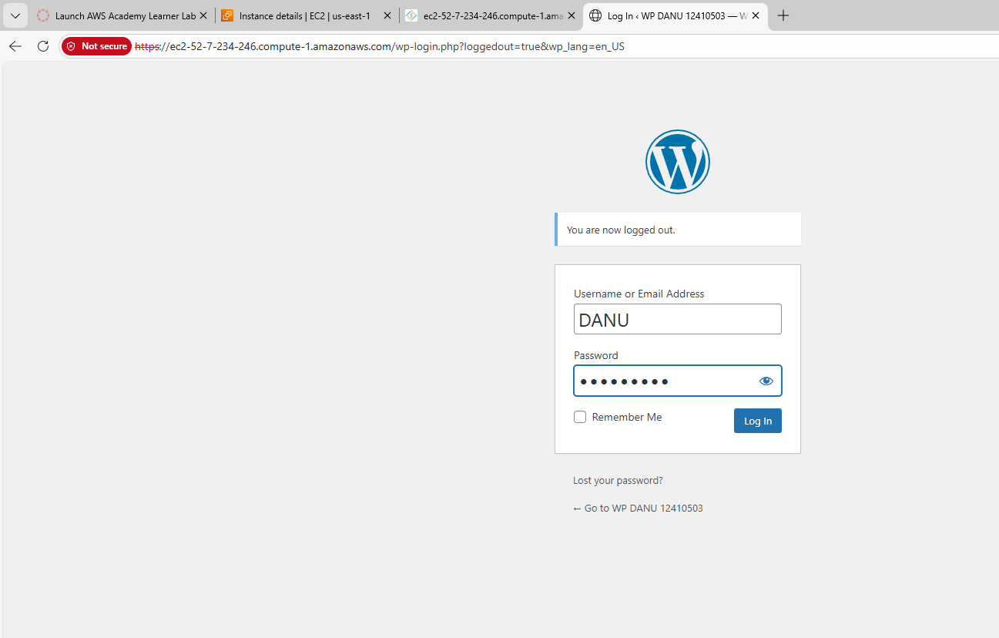 Launch AWS Academy Learner Lab
Instance details | EC2 | us-east-1
ec2-52-7-234-246.compute-1.ama
Log In ‹ WP DANU 12410503 — W
Not secure
https://ec2-52-7-234-246.compute-1.amazonaws.com/wp-login.php?loggedout=true&wp_lang=en_US
You are now logged out.
Username or Email Address
DANU
Password
Remember Me
Log In
Lost your password?
← Go to WP DANU 12410503